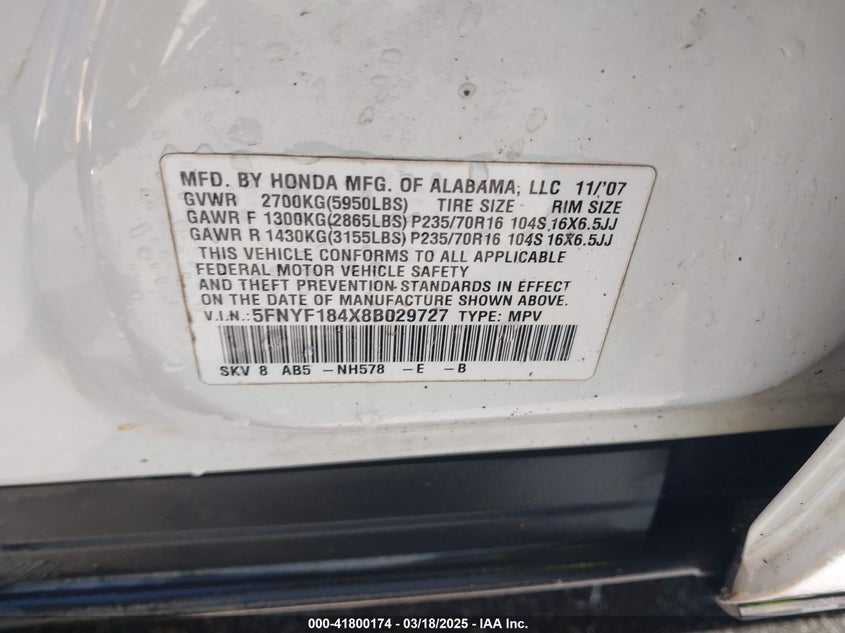 MFD. BY HONDA MFG. OF ALABAMA, LLC 11/'07
GVWR 2700KG(5950LBS) TIRE SIZE RIM SIZE
GAWR F 1300KG(2865LBS) P235/70R16 104S 16X6.5JJ
GAWR R 1430KG(3155LBS) P235/70R16 104S 16X6.5JJ
THIS VEHICLE CONFORMS TO ALL APPLICABLE
FEDERAL MOTOR VEHICLE SAFETY
AND THEFT PREVENTION STANDARDS IN EFFECT
ON THE DATE OF MANUFACTURE SHOWN ABOVE.
V.I.N.: 5FNYF184X8B029727 TYPE: MPV
SKV 8 AB5 -NH578 -E -B
000-41800174 - 03/18/2025 - IAA Inc.